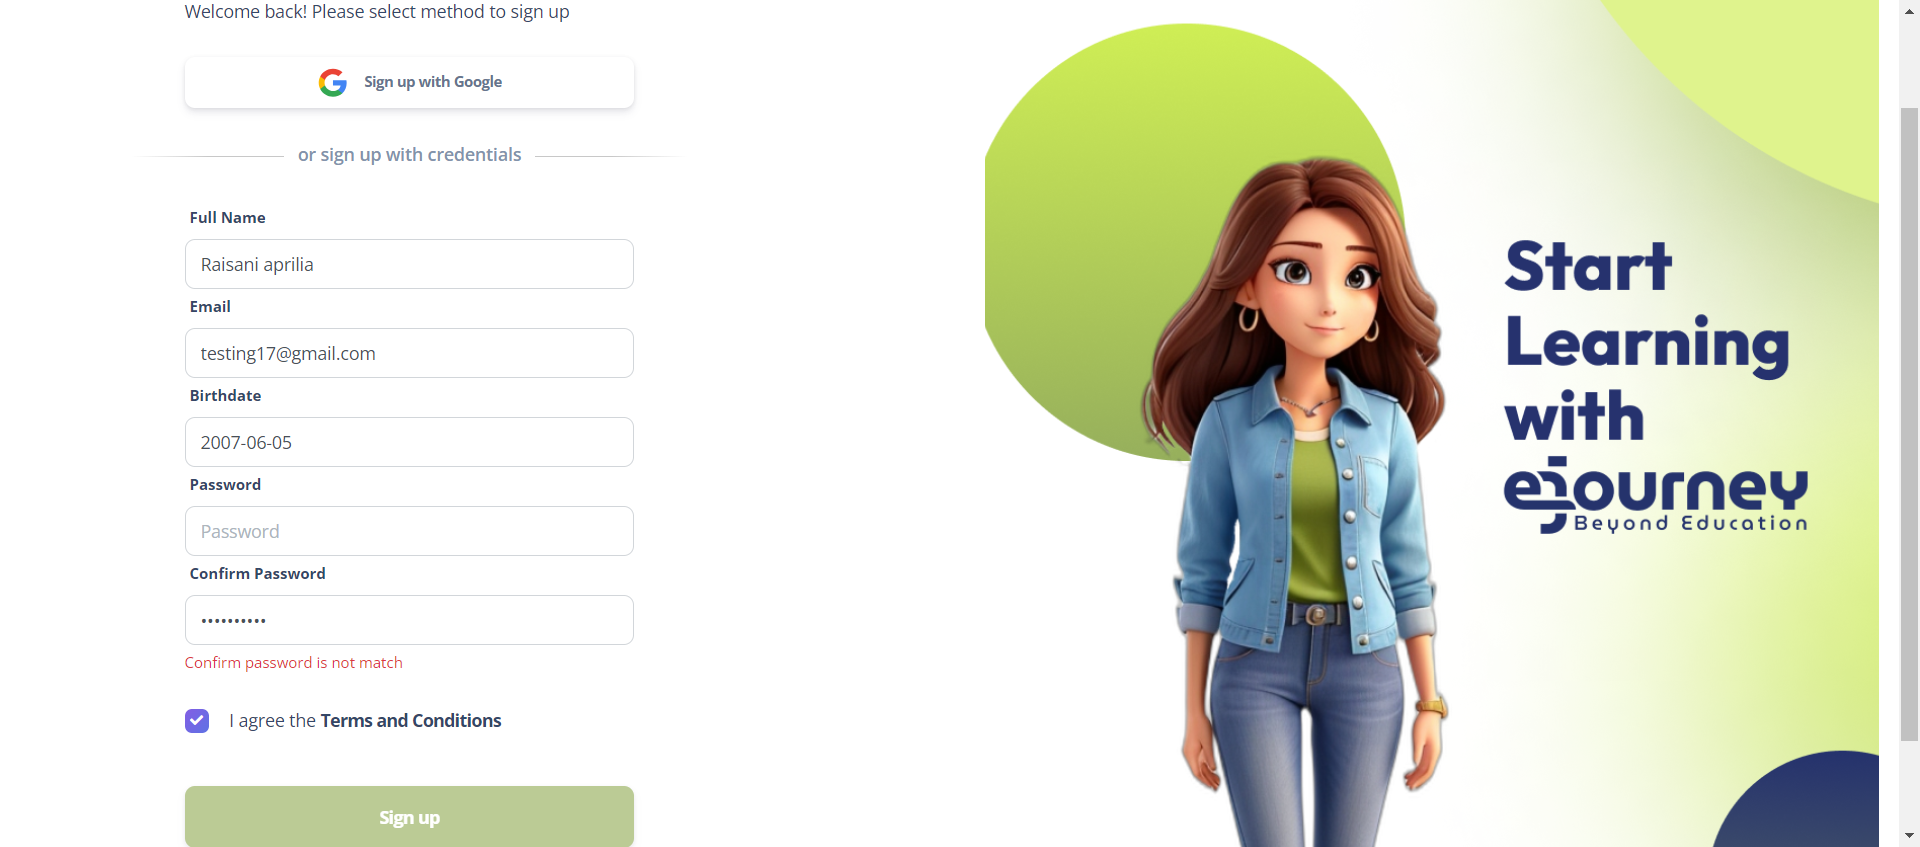 Welcome back! Please select method to sign up
Sign up with Google
or sign up with credentials
Full Name
Raisani aprilia
Email
testing17@gmail.com
Birthdate
2007-06-05
Password
Password
Confirm Password
••••••••••
Confirm password is not match
I agree the Terms and Conditions
Sign up
Start
Learning
with
ejourney
Beyond Education